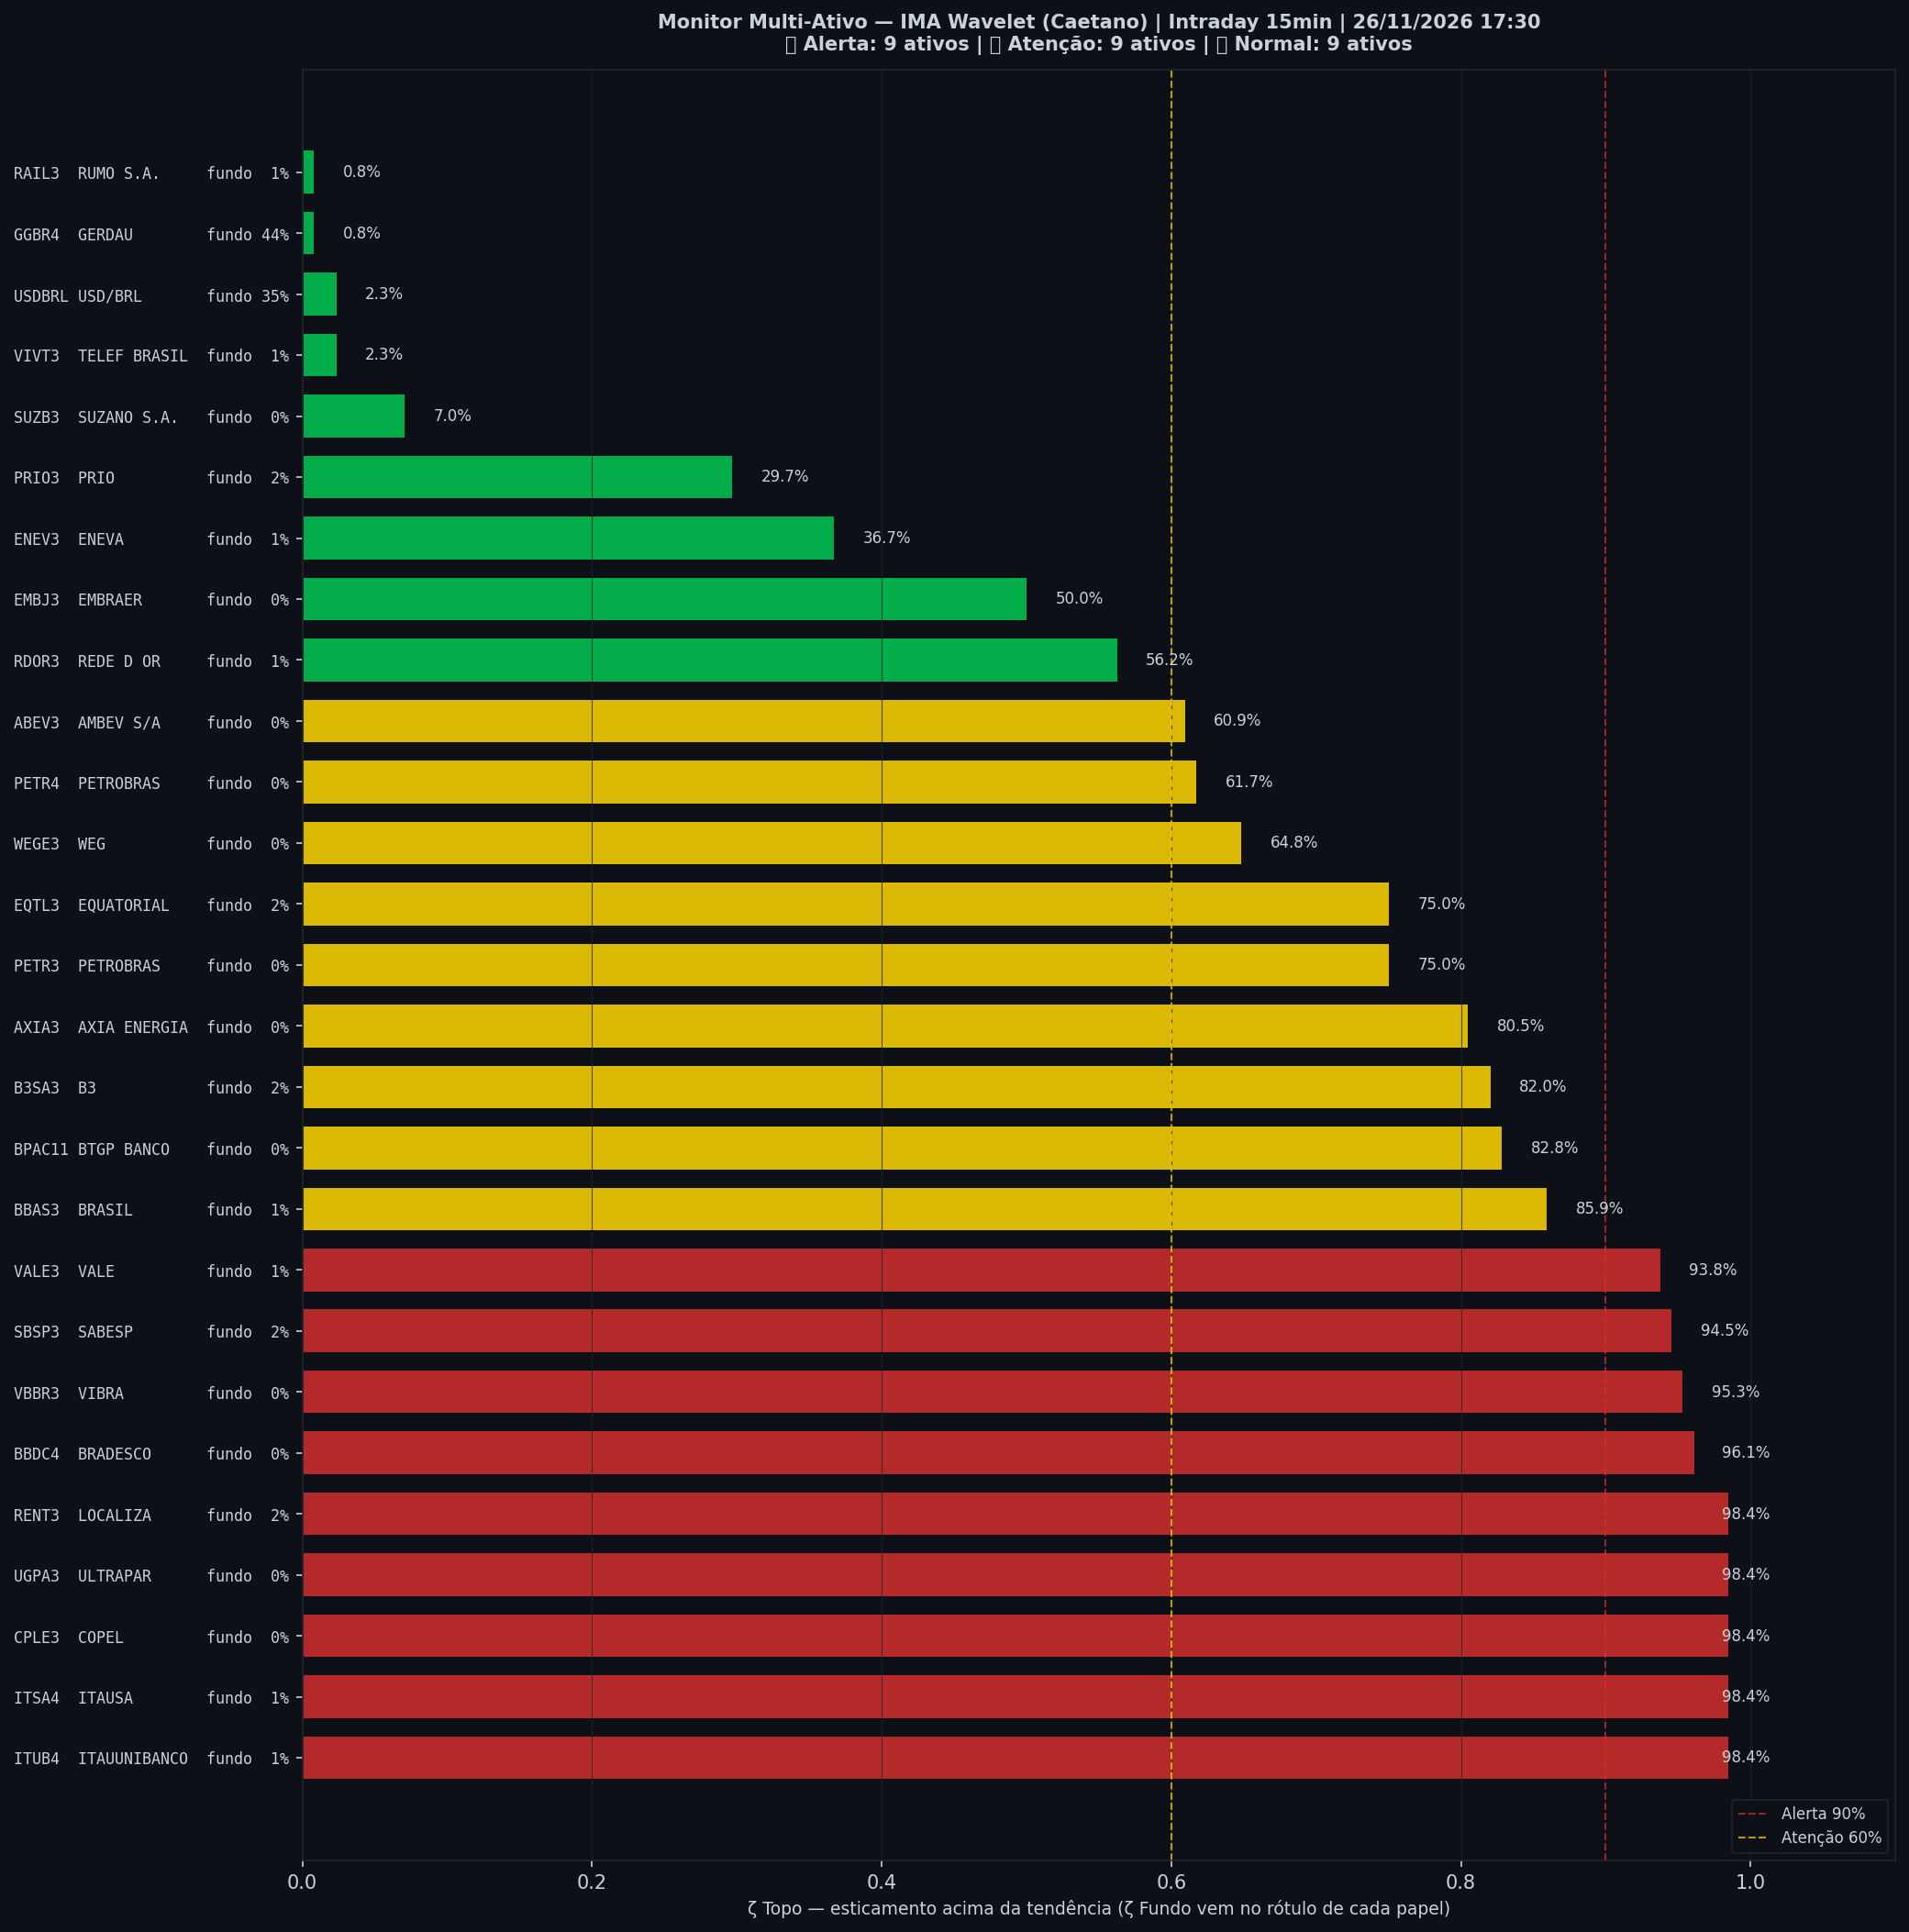 Monitor Multi-Ativo — IMA Wavelet (Caetano) | Intraday 15min | 26/11/2026 17:30
Alerta: 9 ativos | Atenção: 9 ativos | Normal: 9 ativos
RAIL3 RUMO S.A. fundo 1% 0.8%
GGBR4 GERDAU fundo 44% 0.8%
USDBRL USD/BRL fundo 35% 2.3%
VIVT3 TELEF BRASIL fundo 1% 2.3%
SUZB3 SUZANO S.A. fundo 0% 7.0%
PRIO3 PRIO fundo 2% 29.7%
ENEV3 ENEVA fundo 1% 36.7%
EMBJ3 EMBRAER fundo 0% 50.0%
RDOR3 REDE D OR fundo 1% 56.2%
ABEV3 AMBEV S/A fundo 0% 60.9%
PETR4 PETROBRAS fundo 0% 61.7%
WEGE3 WEG fundo 0% 64.8%
EQTL3 EQUATORIAL fundo 2% 75.0%
PETR3 PETROBRAS fundo 0% 75.0%
AXIA3 AXIA ENERGIA fundo 0% 80.5%
B3SA3 B3 fundo 2% 82.0%
BPAC11 BTGP BANCO fundo 0% 82.8%
BBAS3 BRASIL fundo 1% 85.9%
VALE3 VALE fundo 1% 93.8%
SBSP3 SABESP fundo 2% 94.5%
VBBR3 VIBRA fundo 0% 95.3%
BBDC4 BRADESCO fundo 0% 96.1%
RENT3 LOCALIZA fundo 2% 98.4%
UGPA3 ULTRAPAR fundo 0% 98.4%
CPLE3 COPEL fundo 0% 98.4%
ITSA4 ITAUSA fundo 1% 98.4%
ITUB4 ITAUUNIBANCO fundo 1% 98.4%
Alerta 90%
Atenção 60%
0.0 0.2 0.4 0.6 0.8 1.0
ζ Topo — esticamento acima da tendência (ζ Fundo vem no rótulo de cada papel)